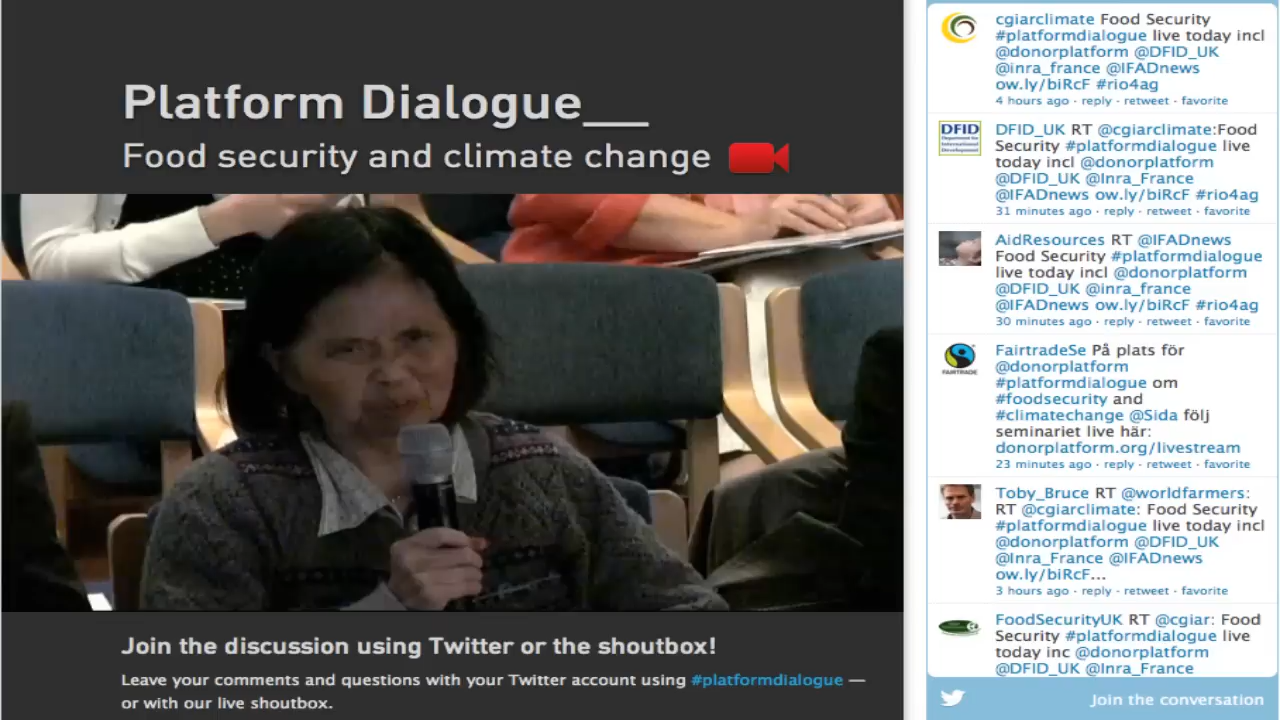 Platform Dialogue__
Food security and climate change
Join the discussion using Twitter or the shoutbox!
Leave your comments and questions with your Twitter account using #platformdialogue —
or with our live shoutbox.
cgiarclimate Food Security
#platformdialogue live today incl
@donorplatform @DFID_UK
@inra_france @IFADnews
ow.ly/biRcF #rio4ag
4 hours ago · reply · retweet · favorite
DFID
Department for
International
Development
DFID_UK RT @cgiarclimate:Food
Security #platformdialogue live
today incl @donorplatform
@DFID_UK @Inra_France
@IFADnews ow.ly/biRcF #rio4ag
31 minutes ago · reply · retweet · favorite
AidResources RT @IFADnews
Food Security #platformdialogue
live today incl @donorplatform
@DFID_UK @inra_france
@IFADnews ow.ly/biRcF #rio4ag
30 minutes ago · reply · retweet · favorite
FAIRTRADE
FairtradeSe På plats för
@donorplatform
#platformdialogue om
#foodsecurity and
#climatechange @Sida följ
seminariet live här:
donorplatform.org/livestream
23 minutes ago · reply · retweet · favorite
Toby_Bruce RT @worldfarmers:
RT @cgiarclimate: Food Security
#platformdialogue live today incl
@donorplatform @DFID_UK
@Inra_France @IFADnews
ow.ly/biRcF...
3 hours ago · reply · retweet · favorite
FoodSecurityUK RT @cgiar: Food
Security #platformdialogue live
today inc @donorplatform
@DFID_UK @Inra_France
Join the conversation